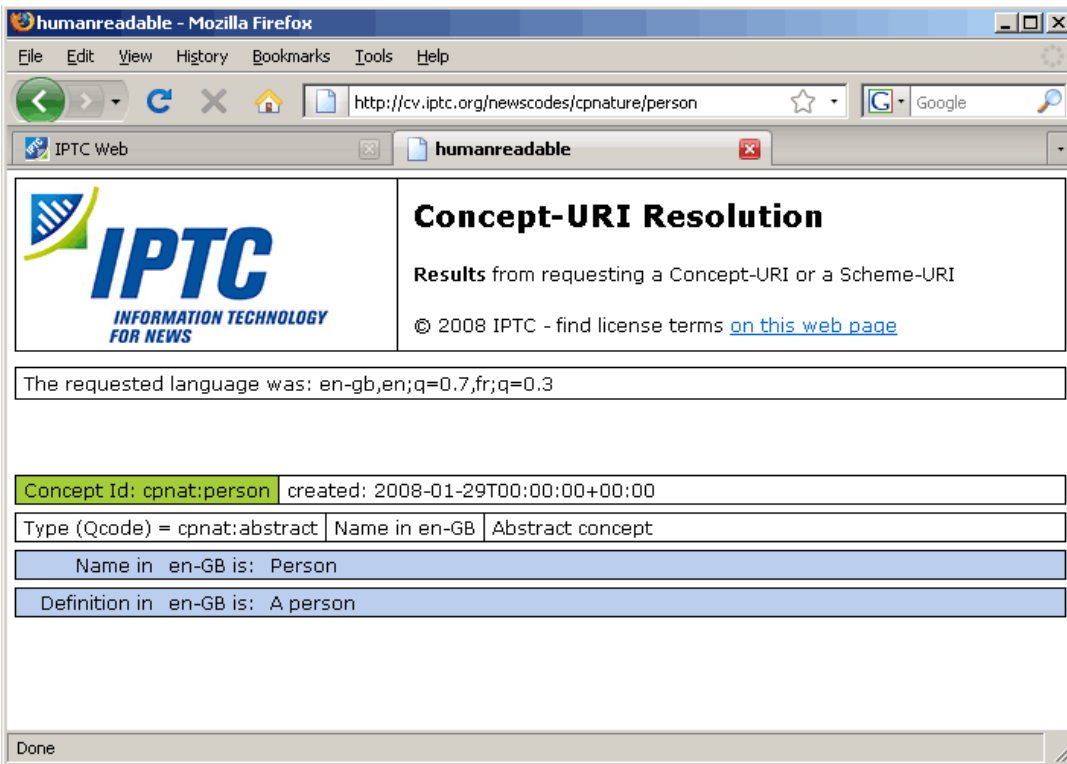 humanreadable - Mozilla Firefox
File Edit View History Bookmarks Tools Help
http://cv.iptc.org/newscodes/cpnature/person
G Google
IPTC Web
humanreadable
IPTC
INFORMATION TECHNOLOGY
FOR NEWS
Concept-URI Resolution
Results from requesting a Concept-URI or a Scheme-URI
© 2008 IPTC - find license terms on this web page
The requested language was: en-gb,en;q=0.7,fr;q=0.3
Concept Id: cpnat:person created: 2008-01-29T00:00:00+00:00
Type (Qcode) = cpnat:abstract Name in en-GB Abstract concept
Name in en-GB is: Person
Definition in en-GB is: A person
Done